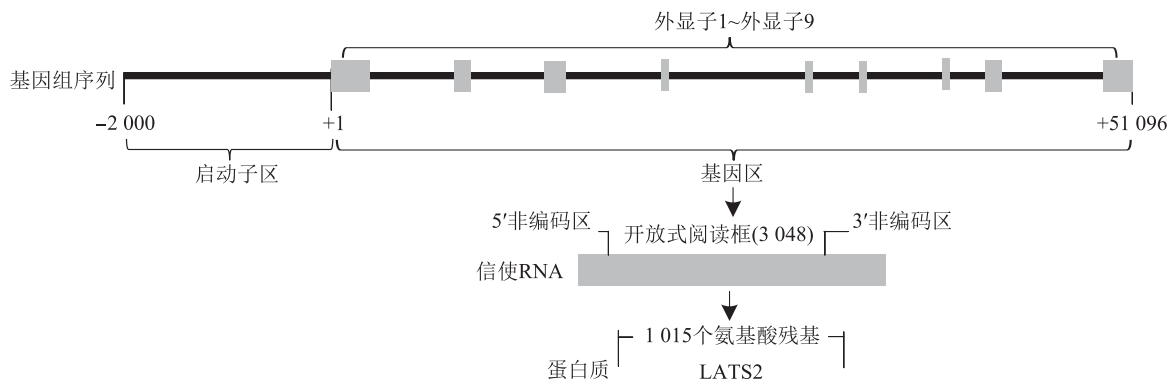 外显子1~外显子9
基因组序列
−2 000
+1
+51 096
启动子区
基因区
5′非编码区
3′非编码区
开放式阅读框(3 048)
信使RNA
1 015个氨基酸残基
蛋白质
LATS2